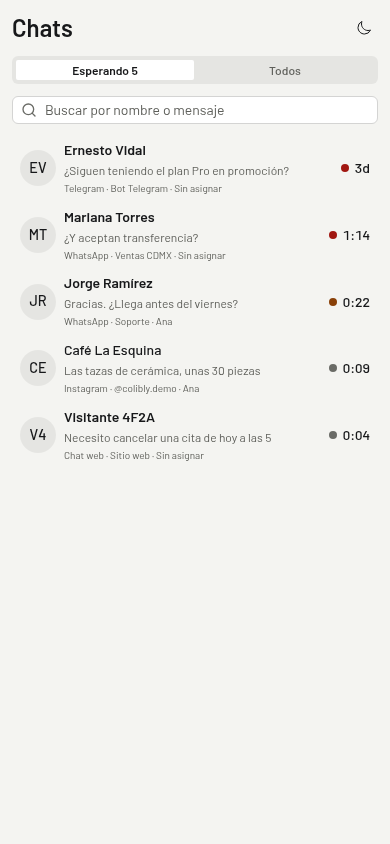 Chats
Esperando 5
Todos
Buscar por nombre o mensaje
EV
Ernesto Vidal
¿Siguen teniendo el plan Pro en promoción?
Telegram · Bot Telegram · Sin asignar
3d
MT
Mariana Torres
¿Y aceptan transferencia?
WhatsApp · Ventas CDMX · Sin asignar
1:14
JR
Jorge Ramírez
Gracias. ¿Llega antes del viernes?
WhatsApp · Soporte · Ana
0:22
CE
Café La Esquina
Las tazas de cerámica, unas 30 piezas
Instagram · @colibly.demo · Ana
0:09
V4
Visitante 4F2A
Necesito cancelar una cita de hoy a las 5
Chat web · Sitio web · Sin asignar
0:04